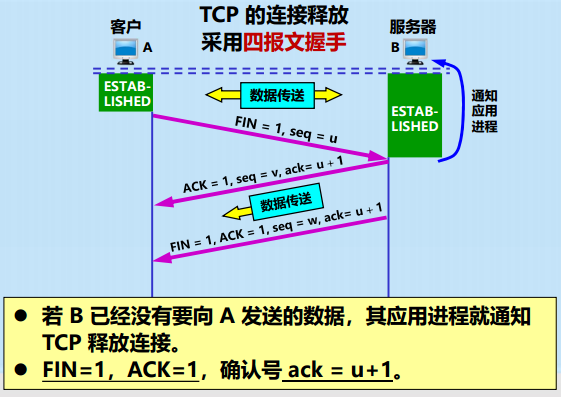 TCP 的连接释放
采用四报文握手
客户
A
服务器
B
ESTAB-
LISHED
数据传送
ESTAB-
LISHED
通知
应用
进程
FIN = 1, seq = u
ACK = 1, seq = v, ack= u + 1
数据传送
FIN = 1, ACK = 1, seq = w, ack= u + 1
● 若 B 已经没有要向 A 发送的数据，其应用进程就通知
TCP 释放连接。
● FIN=1，ACK=1，确认号 ack = u+1。